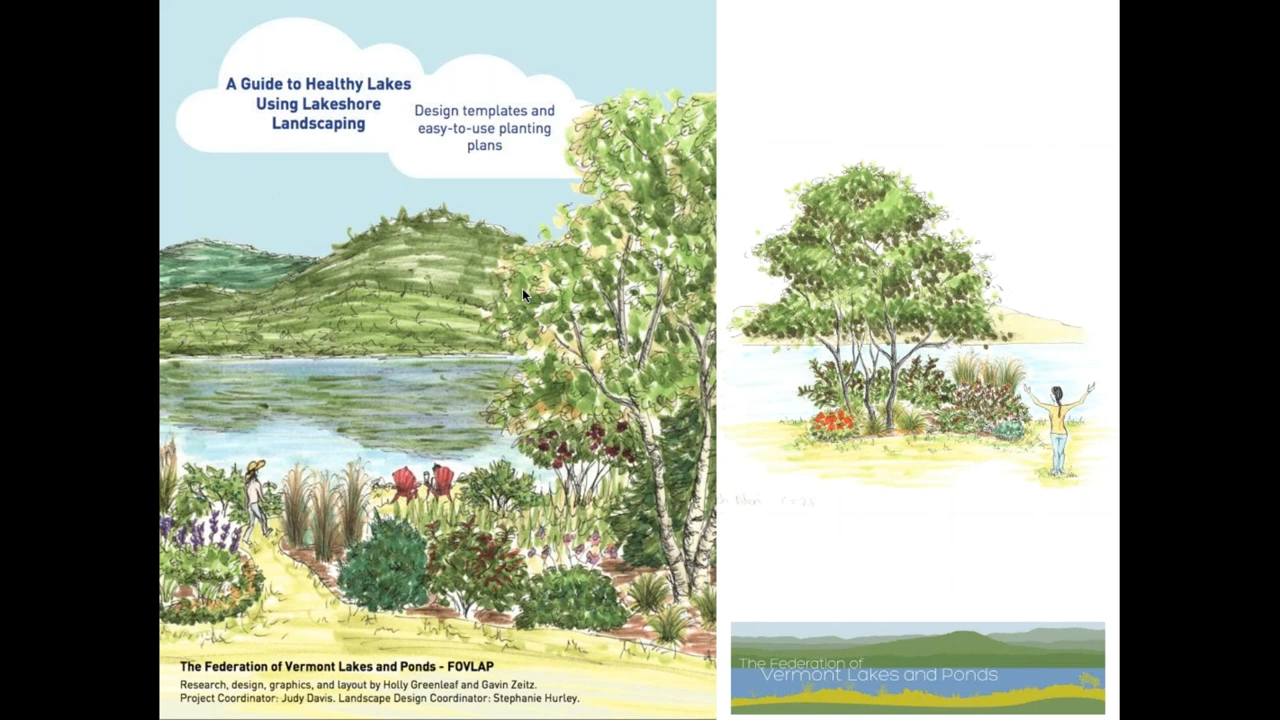 A Guide to Healthy Lakes
Using Lakeshore
Landscaping
Design templates and
easy-to-use planting
plans
The Federation of Vermont Lakes and Ponds - FOVLAP
Research, design, graphics, and layout by Holly Greenleaf and Gavin Zeitz.
Project Coordinator: Judy Davis. Landscape Design Coordinator: Stephanie Hurley.
The Federation of
Vermont Lakes and Ponds